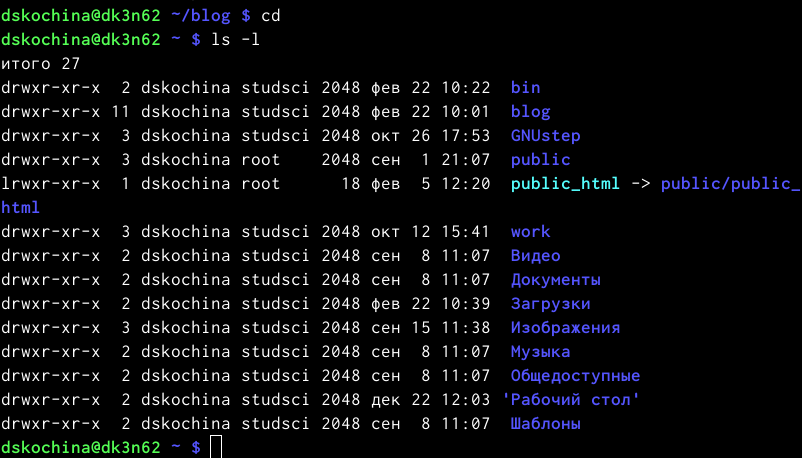 dskochina@dk3n62 ~/blog $ cd
dskochina@dk3n62 ~ $ ls -l
итого 27
drwxr-xr-x  2 dskochina studsci 2048 фев 22 10:22  bin
drwxr-xr-x 11 dskochina studsci 2048 фев 22 10:01  blog
drwxr-xr-x  3 dskochina studsci 2048 окт 26 17:53  GNUstep
drwxr-xr-x  3 dskochina root    2048 сен  1 21:07  public
lrwxr-xr-x  1 dskochina root      18 фев  5 12:20  public_html -> public/public_
html
drwxr-xr-x  3 dskochina studsci 2048 окт 12 15:41  work
drwxr-xr-x  2 dskochina studsci 2048 сен  8 11:07  Видео
drwxr-xr-x  2 dskochina studsci 2048 сен  8 11:07  Документы
drwxr-xr-x  2 dskochina studsci 2048 фев 22 10:39  Загрузки
drwxr-xr-x  3 dskochina studsci 2048 сен 15 11:38  Изображения
drwxr-xr-x  2 dskochina studsci 2048 сен  8 11:07  Музыка
drwxr-xr-x  2 dskochina studsci 2048 сен  8 11:07  Общедоступные
drwxr-xr-x  2 dskochina studsci 2048 дек 22 12:03 'Рабочий стол'
drwxr-xr-x  2 dskochina studsci 2048 сен  8 11:07  Шаблоны
dskochina@dk3n62 ~ $